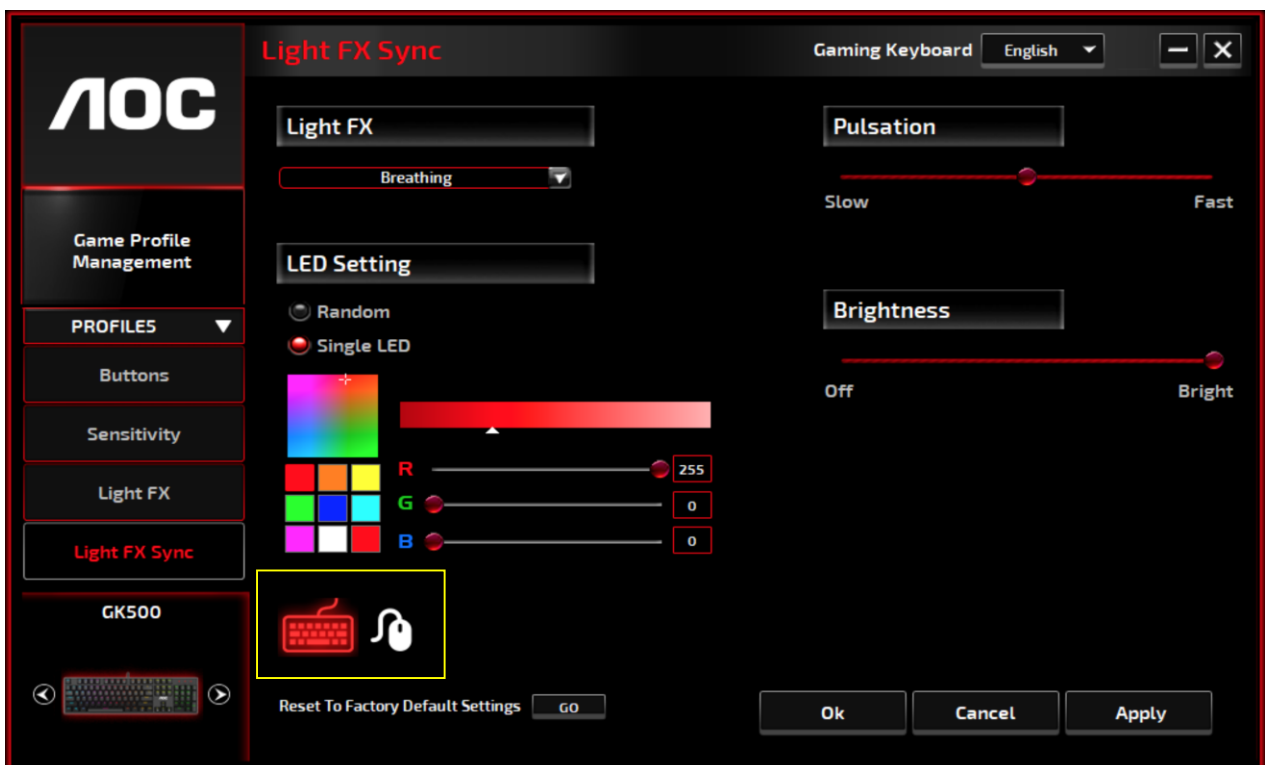 Light FX Sync
Gaming Keyboard
English
AOC
Game Profile
Management
PROFILE5
Buttons
Sensitivity
Light FX
Light FX Sync
GK500
Light FX
Breathing
LED Setting
Random
Single LED
R
255
G
0
B
0
Pulsation
Slow
Fast
Brightness
Off
Bright
Reset To Factory Default Settings
GO
Ok
Cancel
Apply